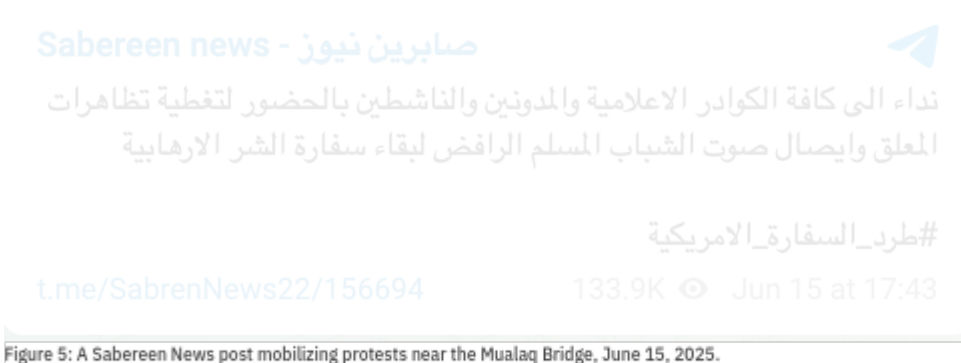 Sabereen news - صابرين نيوز
نداء الى كافة الكوادر الاعلامية والمدونين والناشطين بالحضور لتغطية تظاهرات
المعلق وايصال صوت الشباب المسلم الرافض لبقاء سفارة الشر الارهابية
#طرد_السفارة_الامريكية
t.me/SabrenNews22/156694 133.9K Jun 15 at 17:43
Figure 5: A Sabereen News post mobilizing protests near the Mualaq Bridge, June 15, 2025.